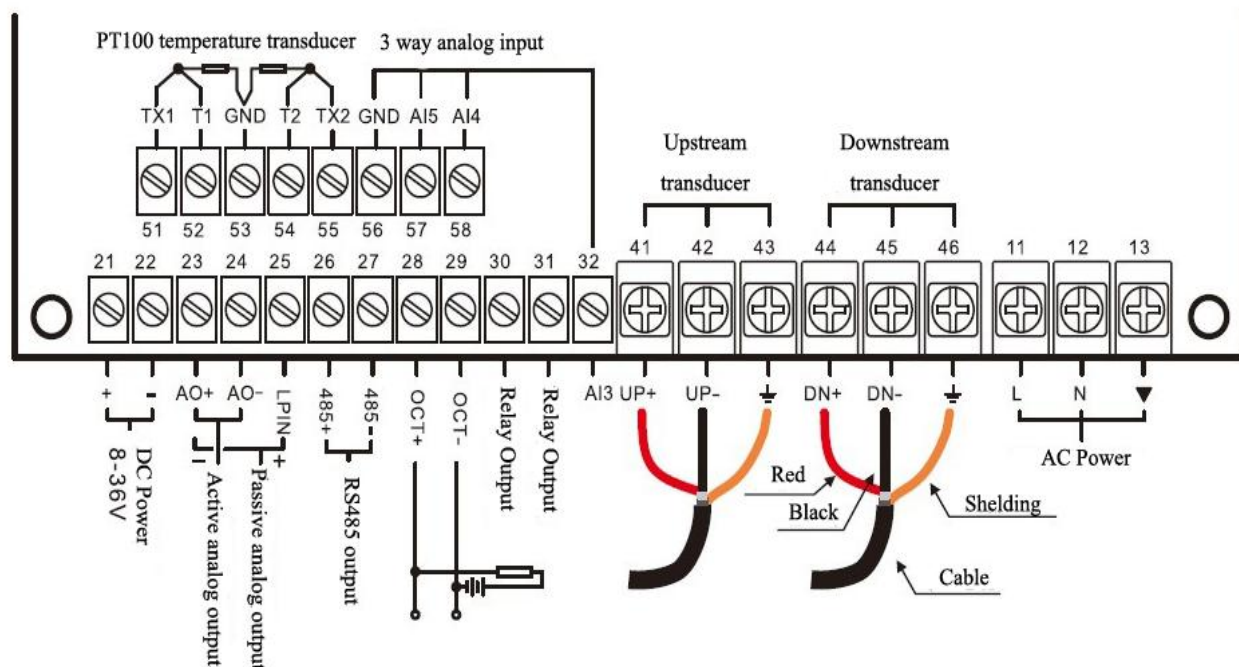 PT100 temperature transducer
3 way analog input
TX1 T1 GND T2 TX2 GND AI5 AI4
51 52 53 54 55 56 57 58
Upstream
transducer
Downstream
transducer
21 22 23 24 25 26 27 28 29 30 31 32 41 42 43 44 45 46 11 12 13
+ - AO+ AO- LPIN 485+ 485- OCT+ OCT- Relay Output Relay Output AI3 UP+ UP- DN+ DN- L N
DC Power
8-36V
- +
Active analog output
Passive analog output
RS485 output
Red
Black
Shelding
Cable
AC Power